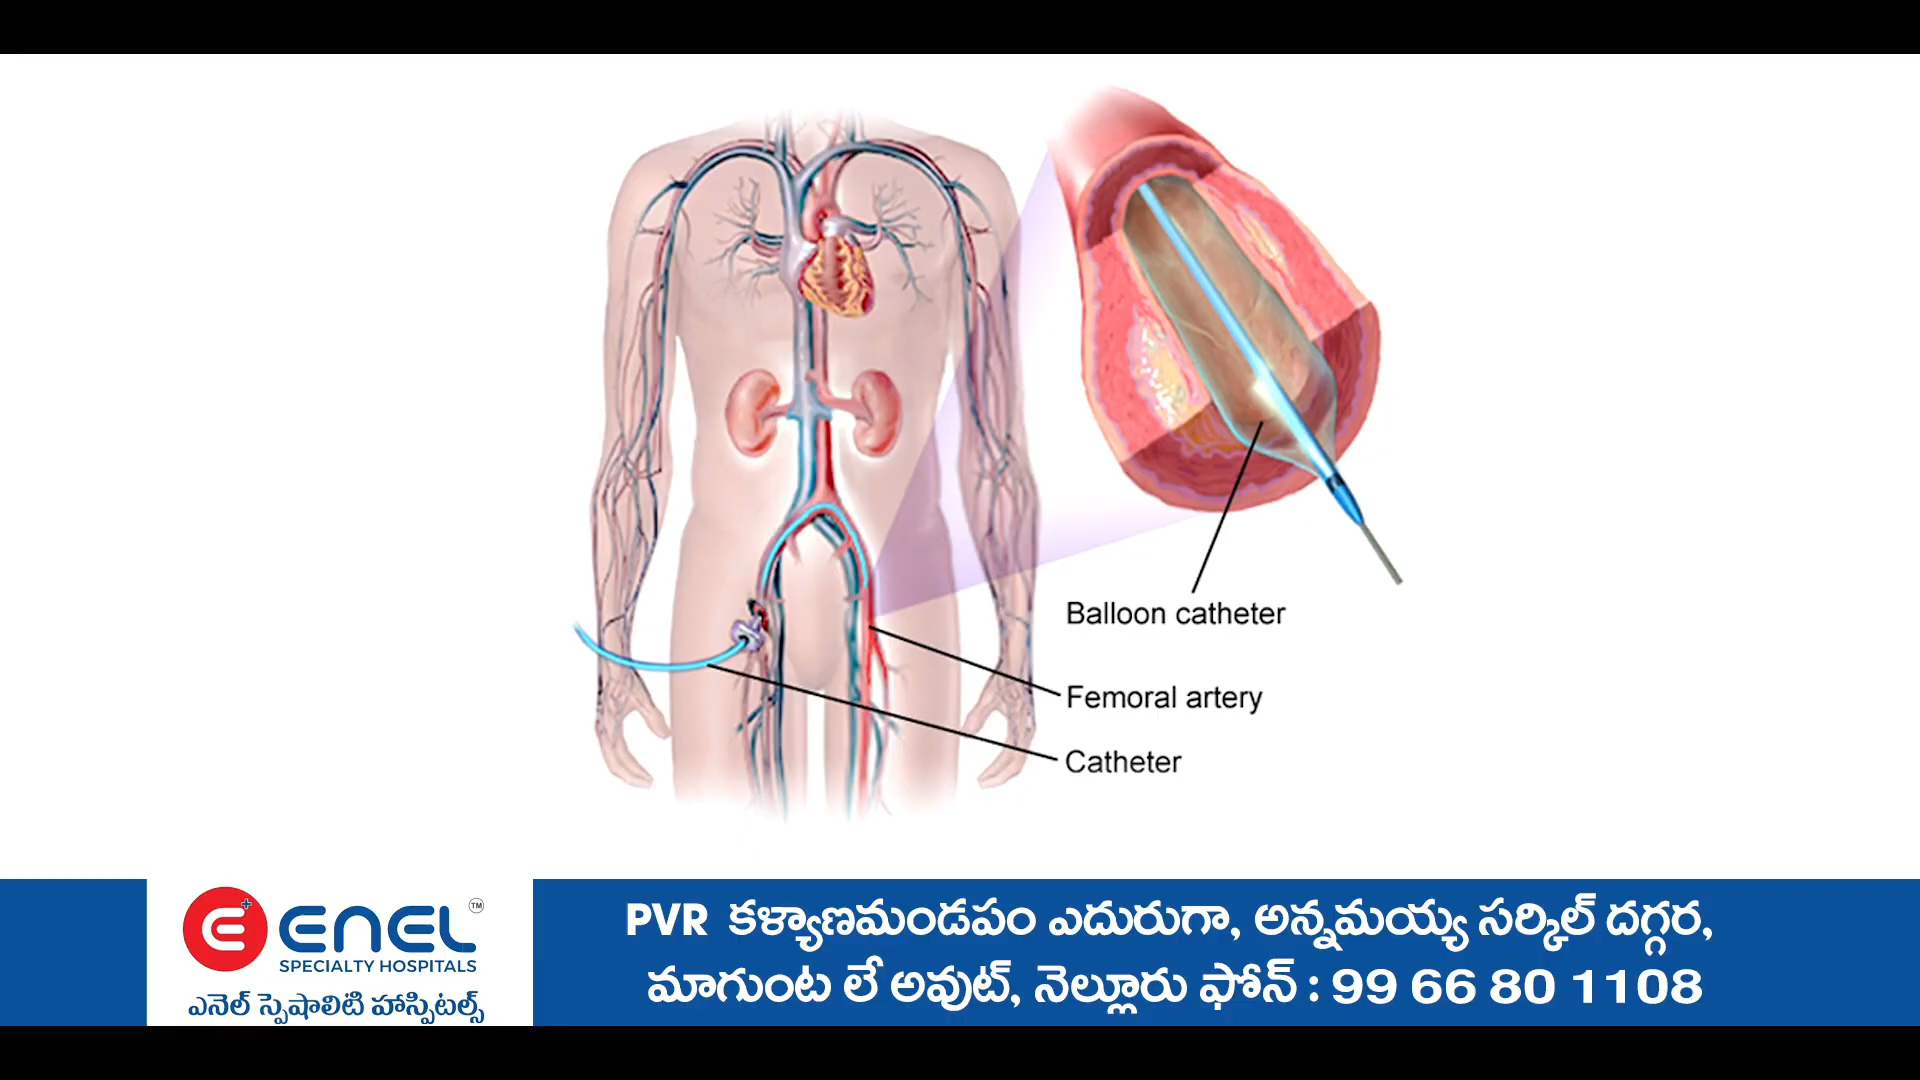 Balloon catheter
Femoral artery
Catheter
ENEL TM
SPECIALTY HOSPITALS
ఎనెల్ స్పెషాలిటి హాస్పిటల్స్
PVR కళ్యాణమండపం ఎదురుగా, అన్నమయ్య సర్కిల్ దగ్గర,
మాగుంట లే అవుట్, నెల్లూరు ఫోన్ : 99 66 80 1108